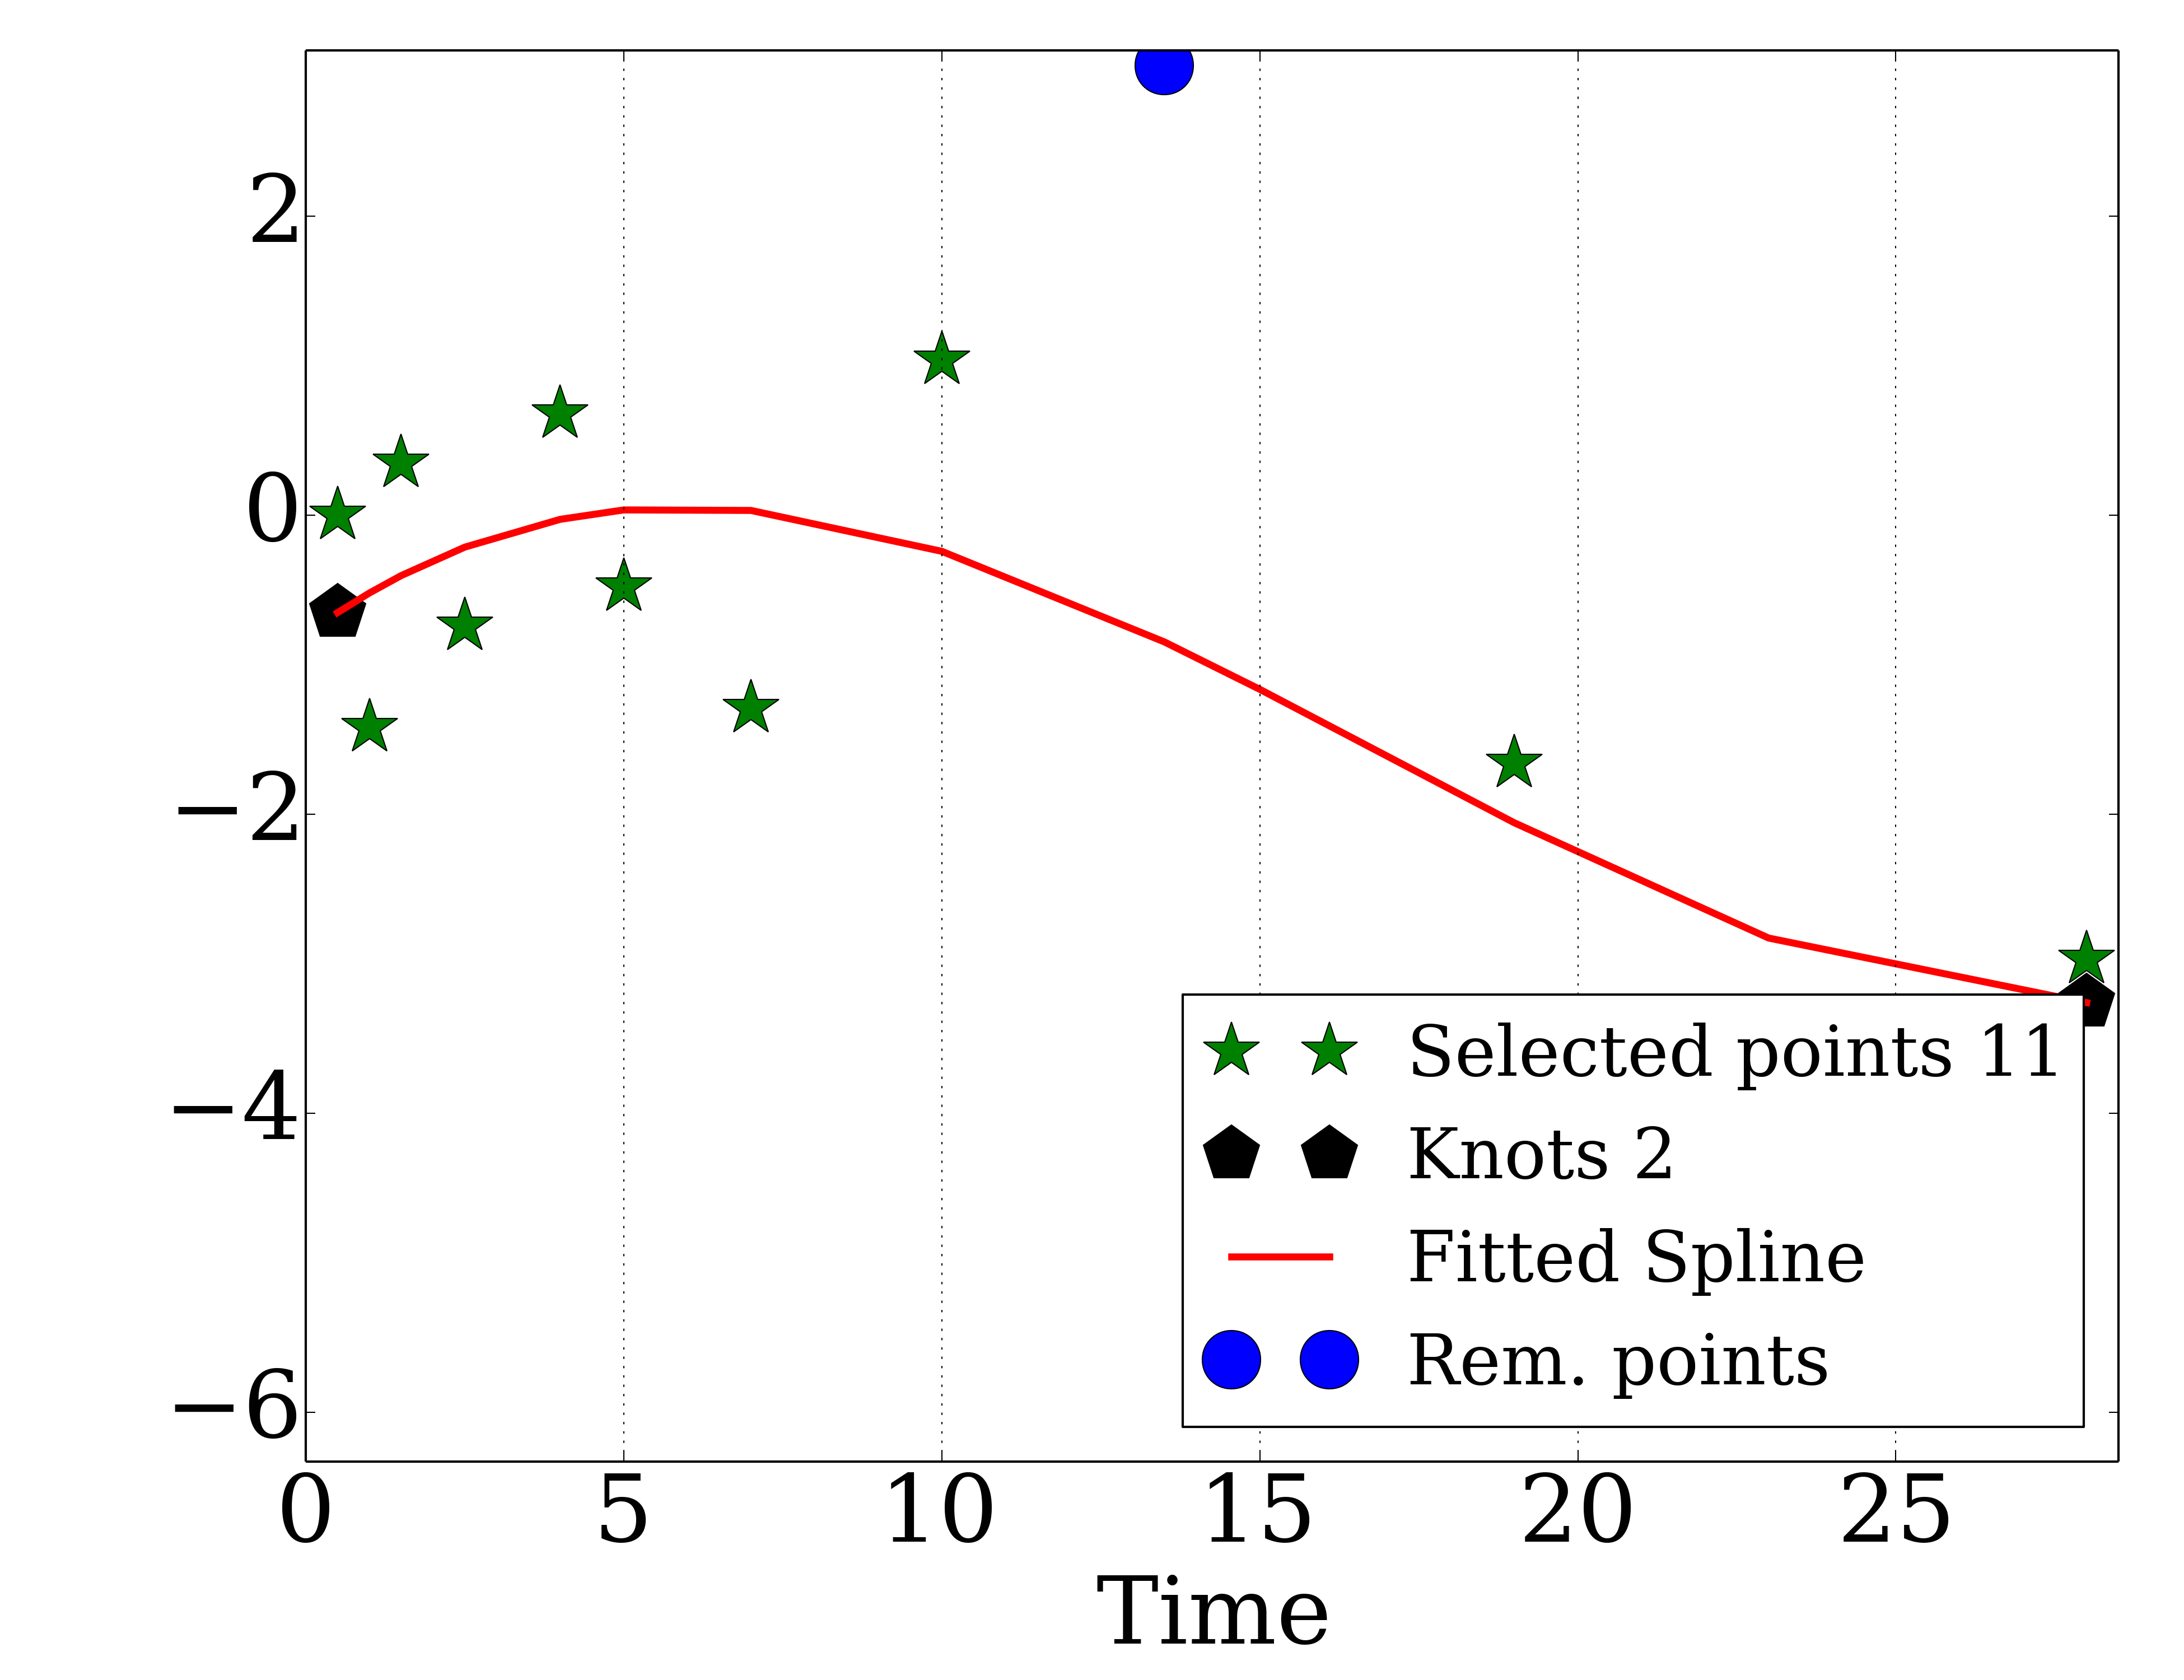 2
0
−2
−4
−6
0 5 10 15 20 25
Time
Selected points 11
Knots 2
Fitted Spline
Rem. points